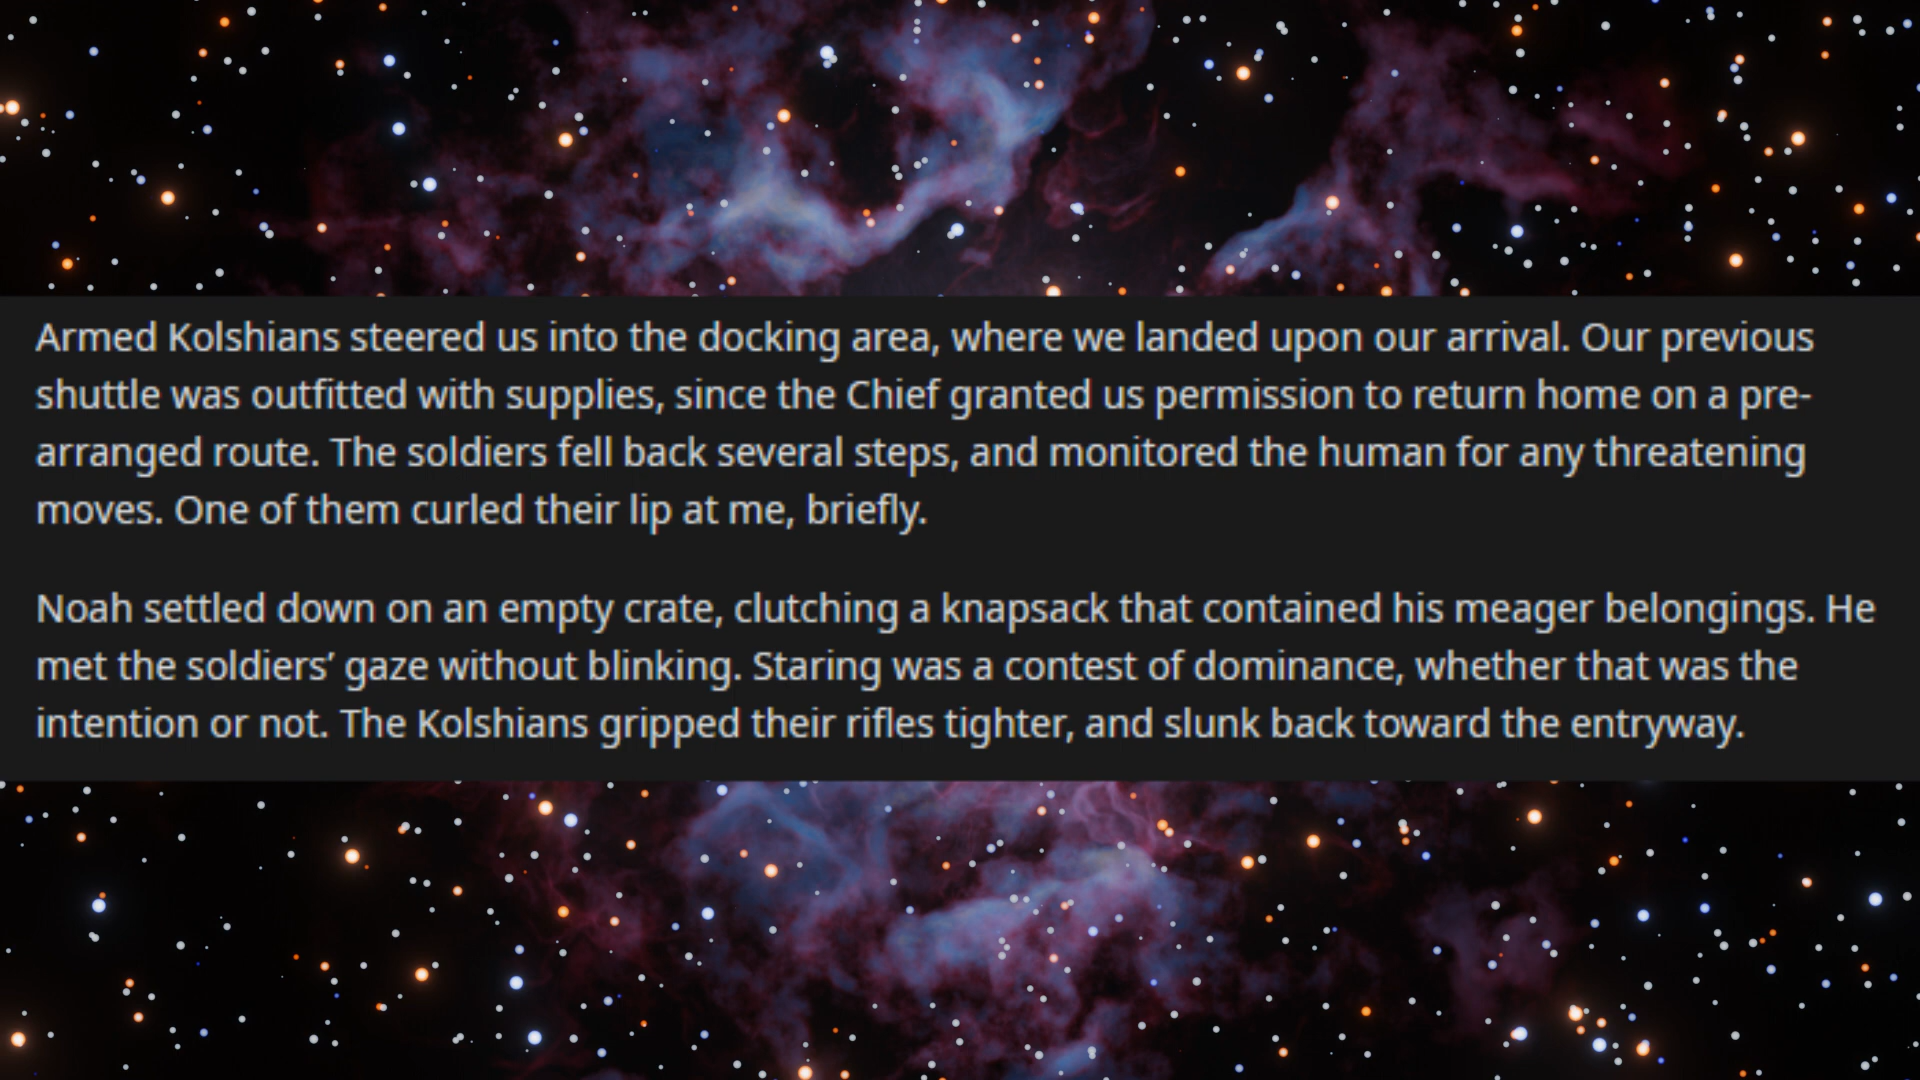 Armed Kolshians steered us into the docking area, where we landed upon our arrival. Our previous
shuttle was outfitted with supplies, since the Chief granted us permission to return home on a pre-
arranged route. The soldiers fell back several steps, and monitored the human for any threatening
moves. One of them curled their lip at me, briefly.
Noah settled down on an empty crate, clutching a knapsack that contained his meager belongings. He
met the soldiers’ gaze without blinking. Staring was a contest of dominance, whether that was the
intention or not. The Kolshians gripped their rifles tighter, and slunk back toward the entryway.